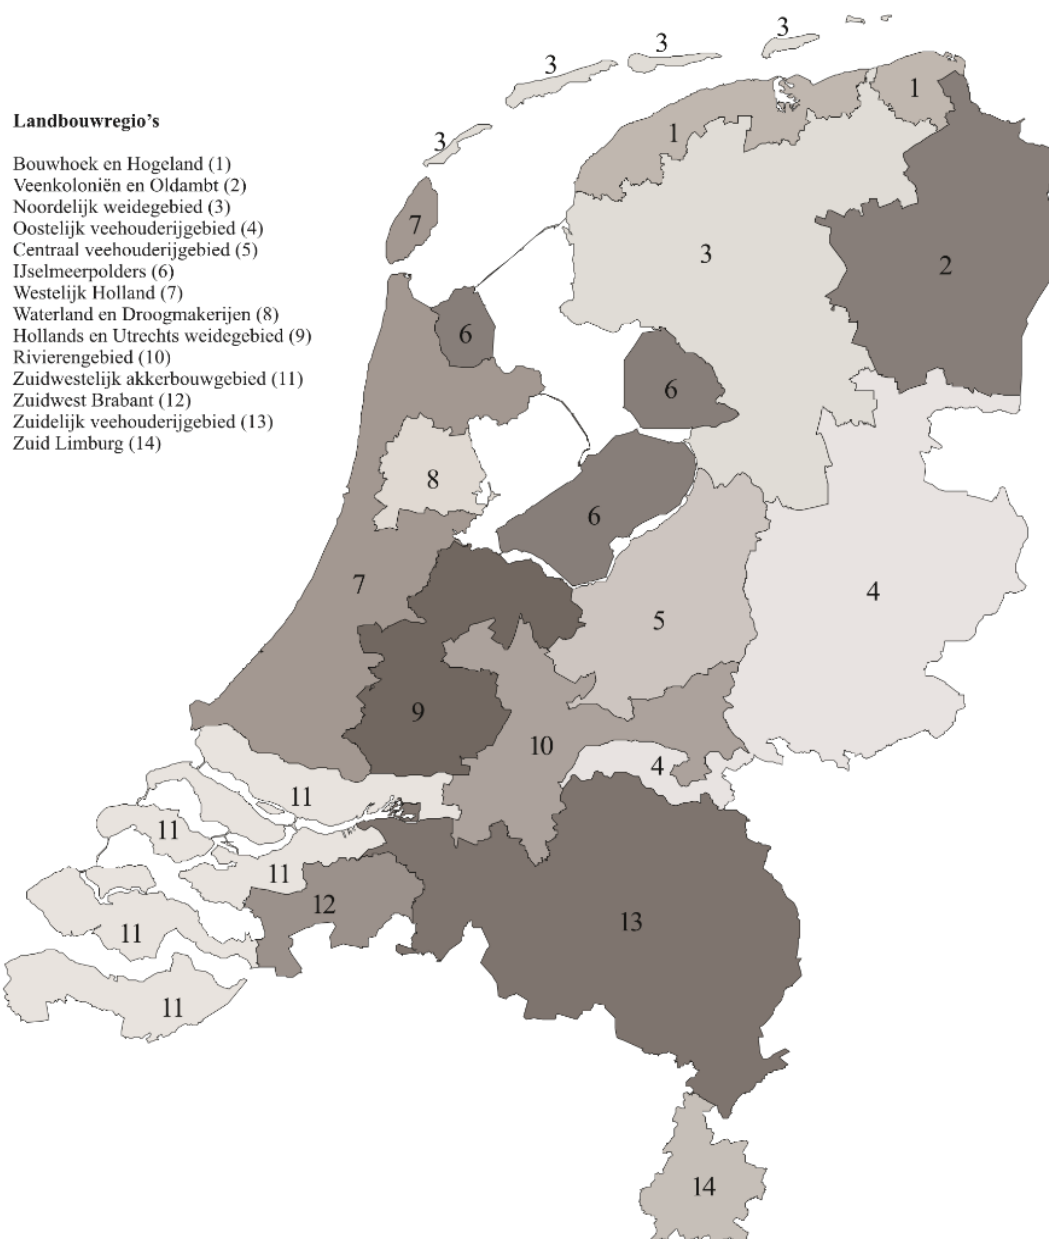 Landbouwregio’s
Bouwhoek en Hogeland (1)
Veenkoloniën en Oldambt (2)
Noordelijk weidegebied (3)
Oostelijk veehouderijgebied (4)
Centraal veehouderijgebied (5)
IJselmeerpolders (6)
Westelijk Holland (7)
Waterland en Droogmakerijen (8)
Hollands en Utrechts weidegebied (9)
Rivierengebied (10)
Zuidwestelijk akkerbouwgebied (11)
Zuidwest Brabant (12)
Zuidelijk veehouderijgebied (13)
Zuid Limburg (14)
3
3
3
3
1
1
7
3
2
6
6
8
6
7
4
5
9
10
4
11
11
11
12
13
11
11
14